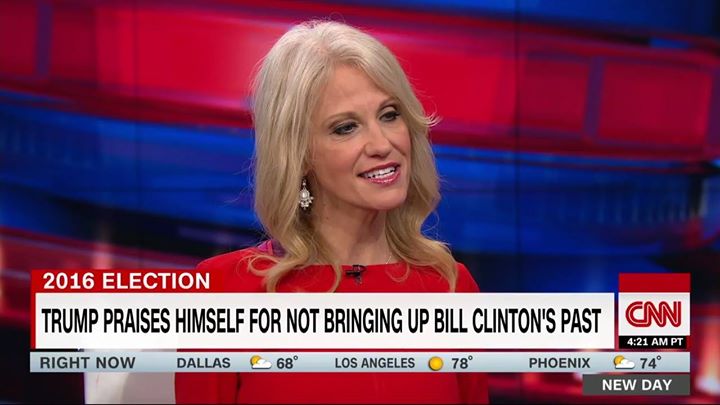 2016 ELECTION
TRUMP PRAISES HIMSELF FOR NOT BRINGING UP BILL CLINTON'S PAST
CNN
4:21 AM PT
RIGHT NOW DALLAS 68° LOS ANGELES 78° PHOENIX 74°
NEW DAY